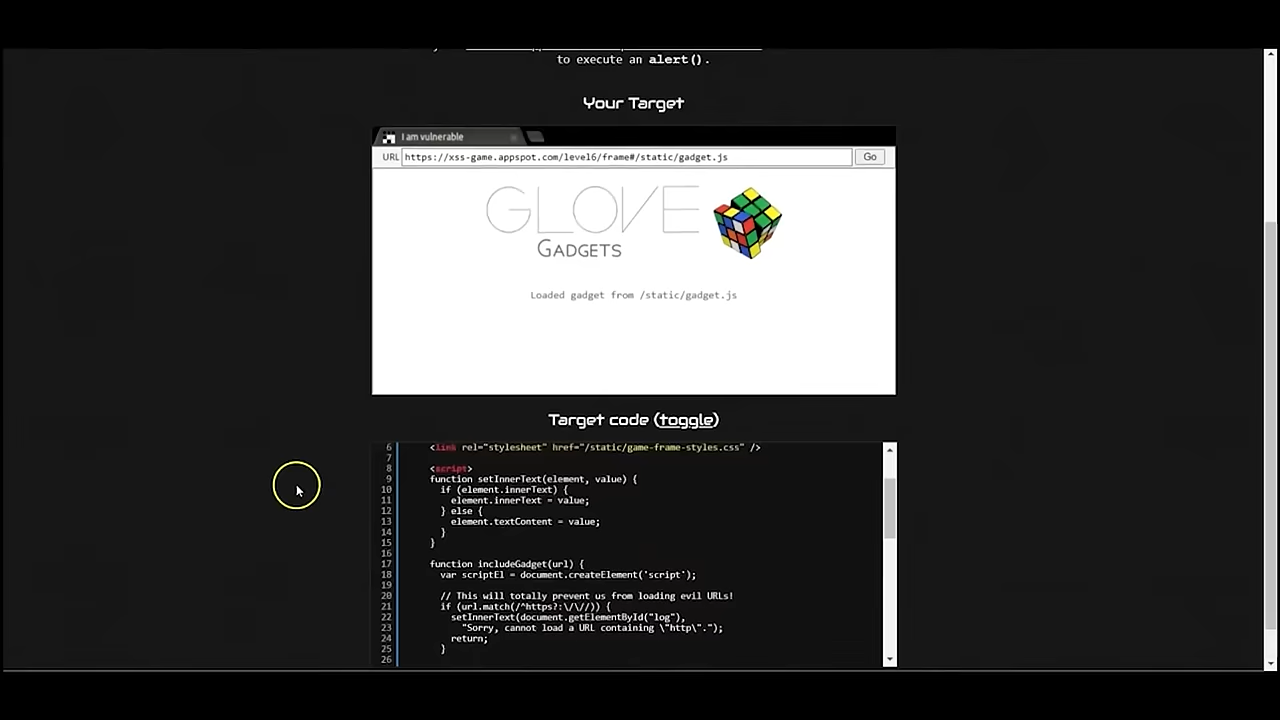 to execute an alert().
Your Target
I am vulnerable
URL https://xss-game.appspot.com/level6/frame#/static/gadget.js Go
GLOVE
GADGETS
Loaded gadget from /static/gadget.js
Target code (toggle)
6 <link rel="stylesheet" href="/static/game-frame-styles.css" />
7
8 <script>
9 function setInnerText(element, value) {
10 if (element.innerText) {
11 element.innerText = value;
12 } else {
13 element.textContent = value;
14 }
15 }
16
17 function includeGadget(url) {
18 var scriptEl = document.createElement('script');
19
20 // This will totally prevent us from loading evil URLs!
21 if (url.match(/^https?:\/\//)) {
22 setInnerText(document.getElementById("log"),
23 "Sorry, cannot load a URL containing \"http\".");
24 return;
25 }
26